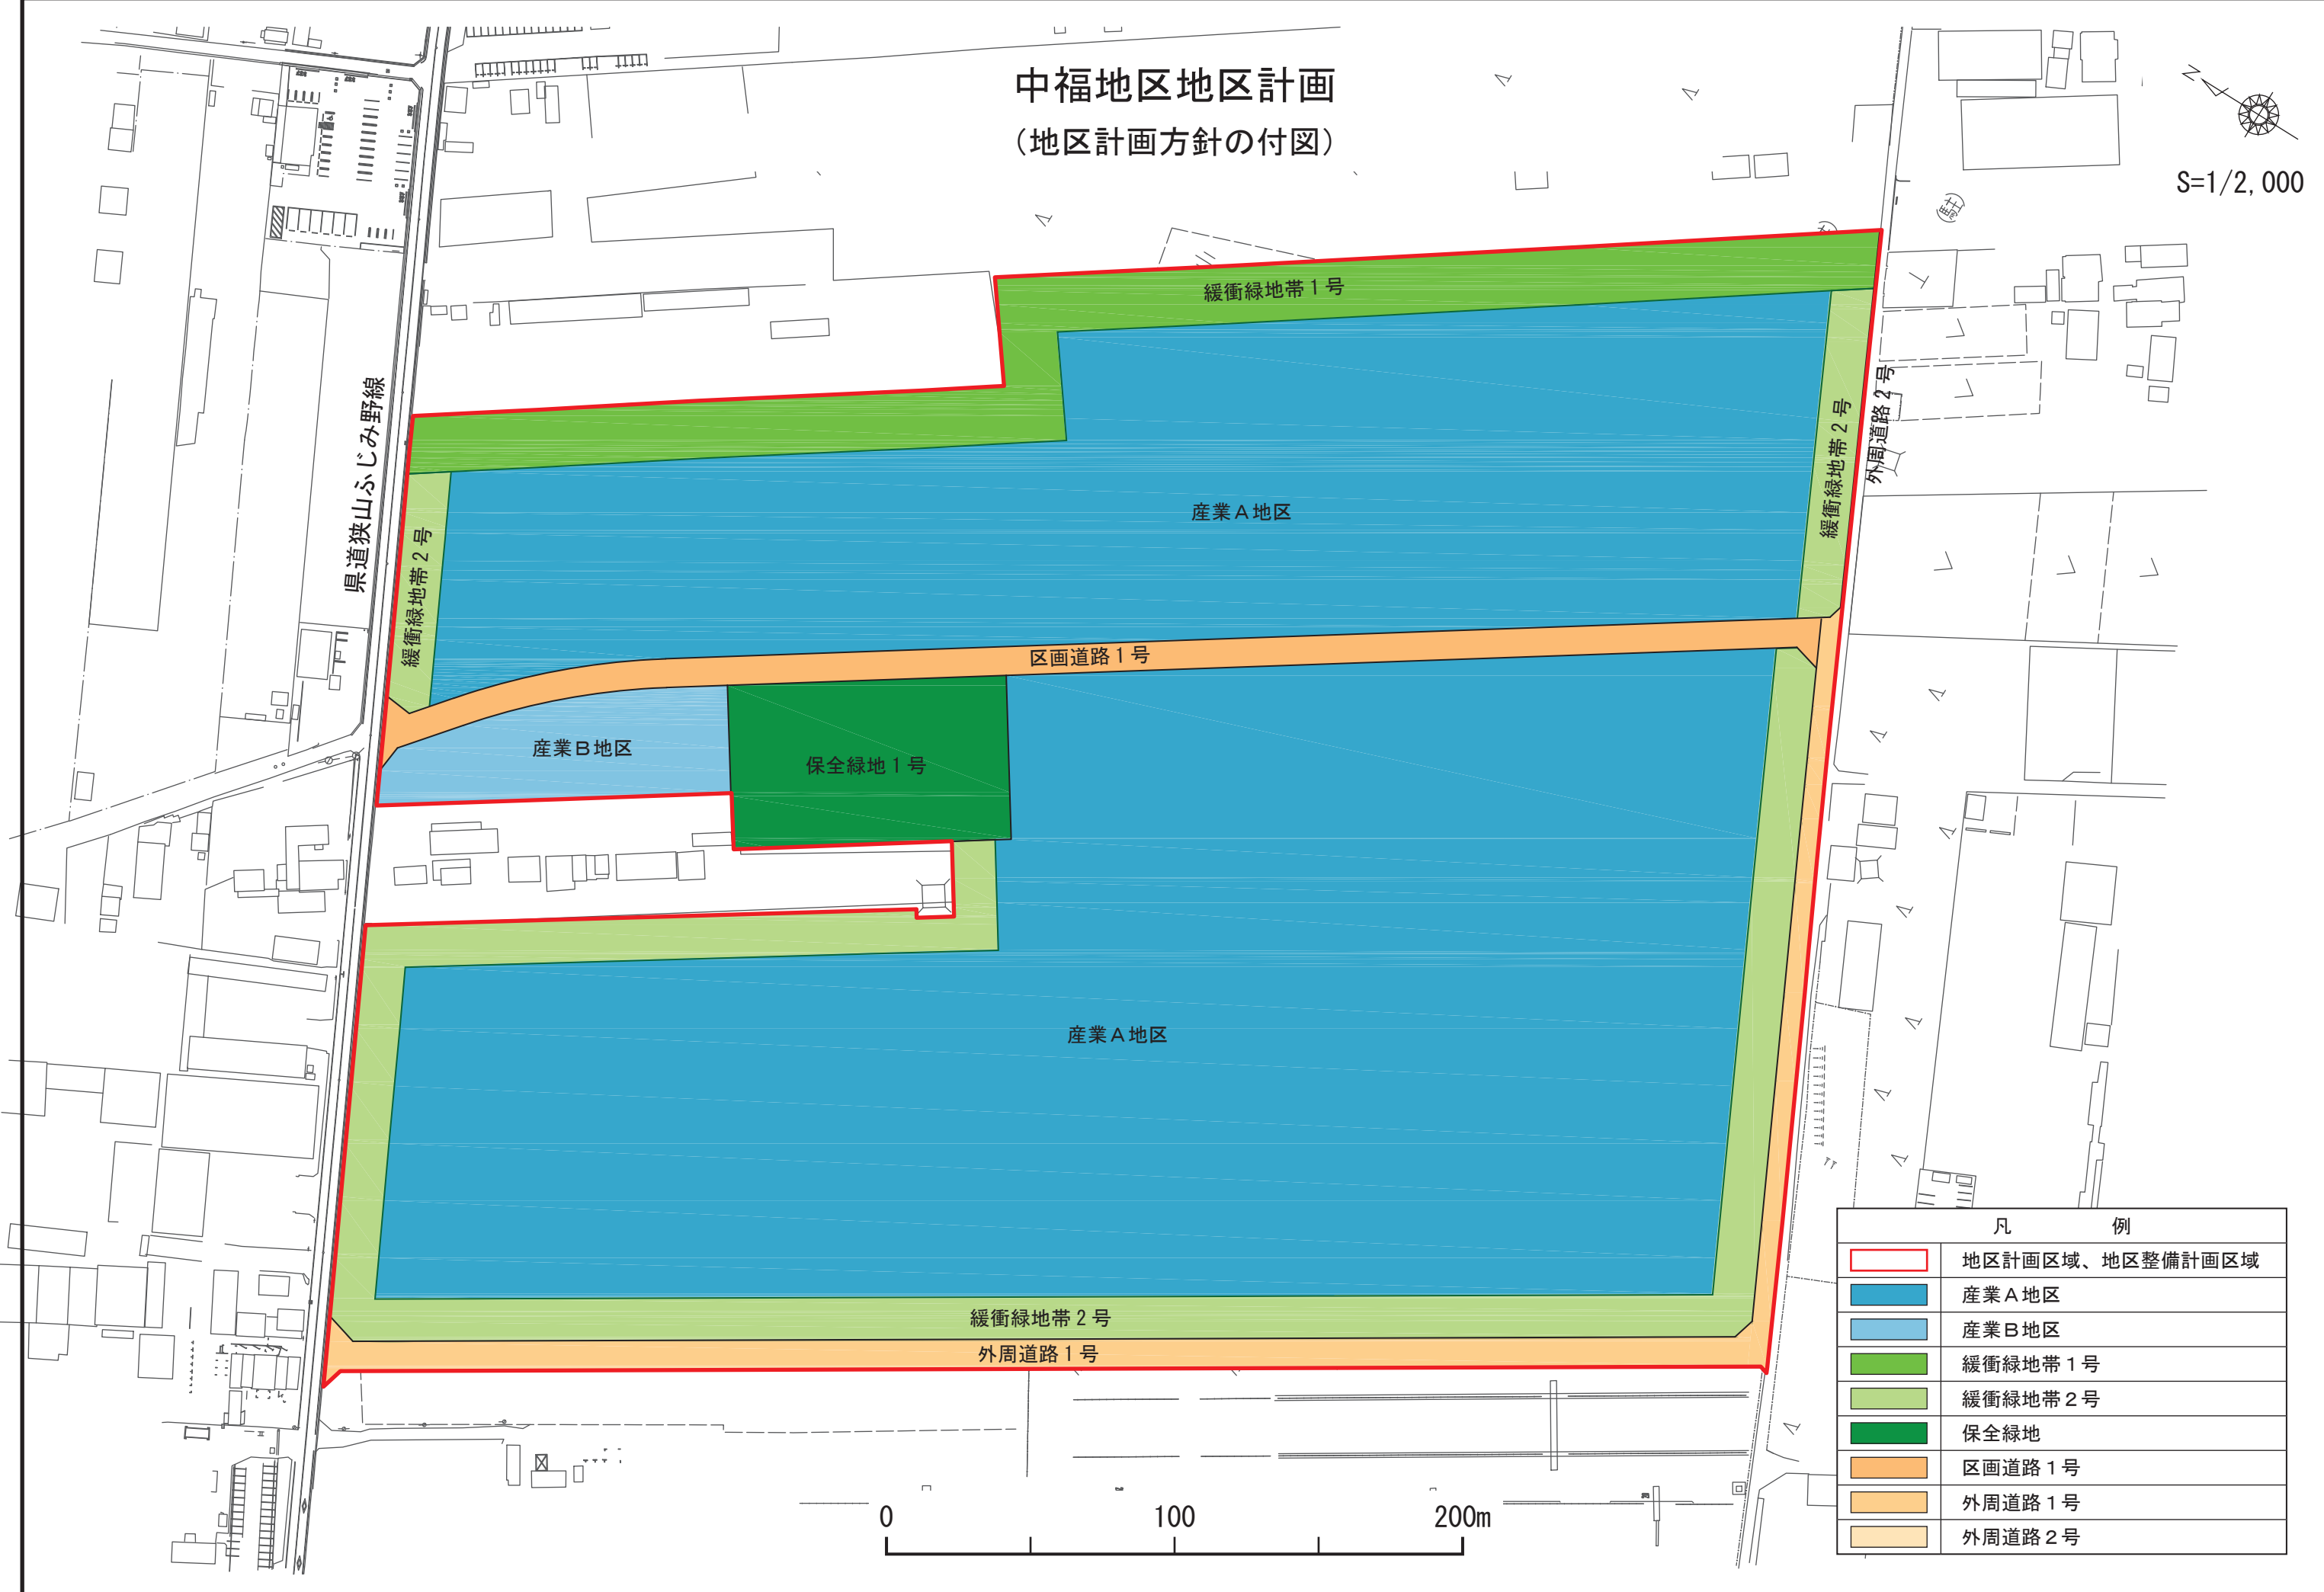 中福地区地区計画
（地区計画方針の付図）
N
S=1/2,000
緩衝緑地帯１号
県道狭山ふじみ野線
緩衝緑地帯２号
産業Ａ地区
緩衝緑地帯２号
外周道路２号
区画道路１号
産業Ｂ地区
保全緑地１号
産業Ａ地区
緩衝緑地帯２号
外周道路１号
0 100 200m
凡 例
地区計画区域、地区整備計画区域
産業Ａ地区
産業Ｂ地区
緩衝緑地帯１号
緩衝緑地帯２号
保全緑地
区画道路１号
外周道路１号
外周道路２号